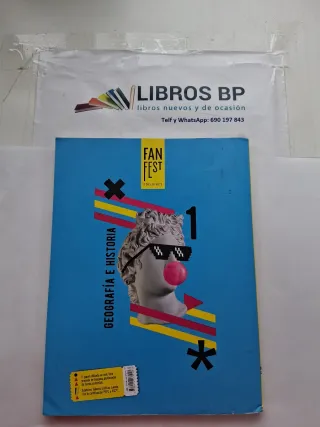 LIBROS BP
libros nuevos y de ocasión
Telf y WhatsApp: 690 197 843
FAN
FEST
1
GEOGRAFÍA E HISTORIA